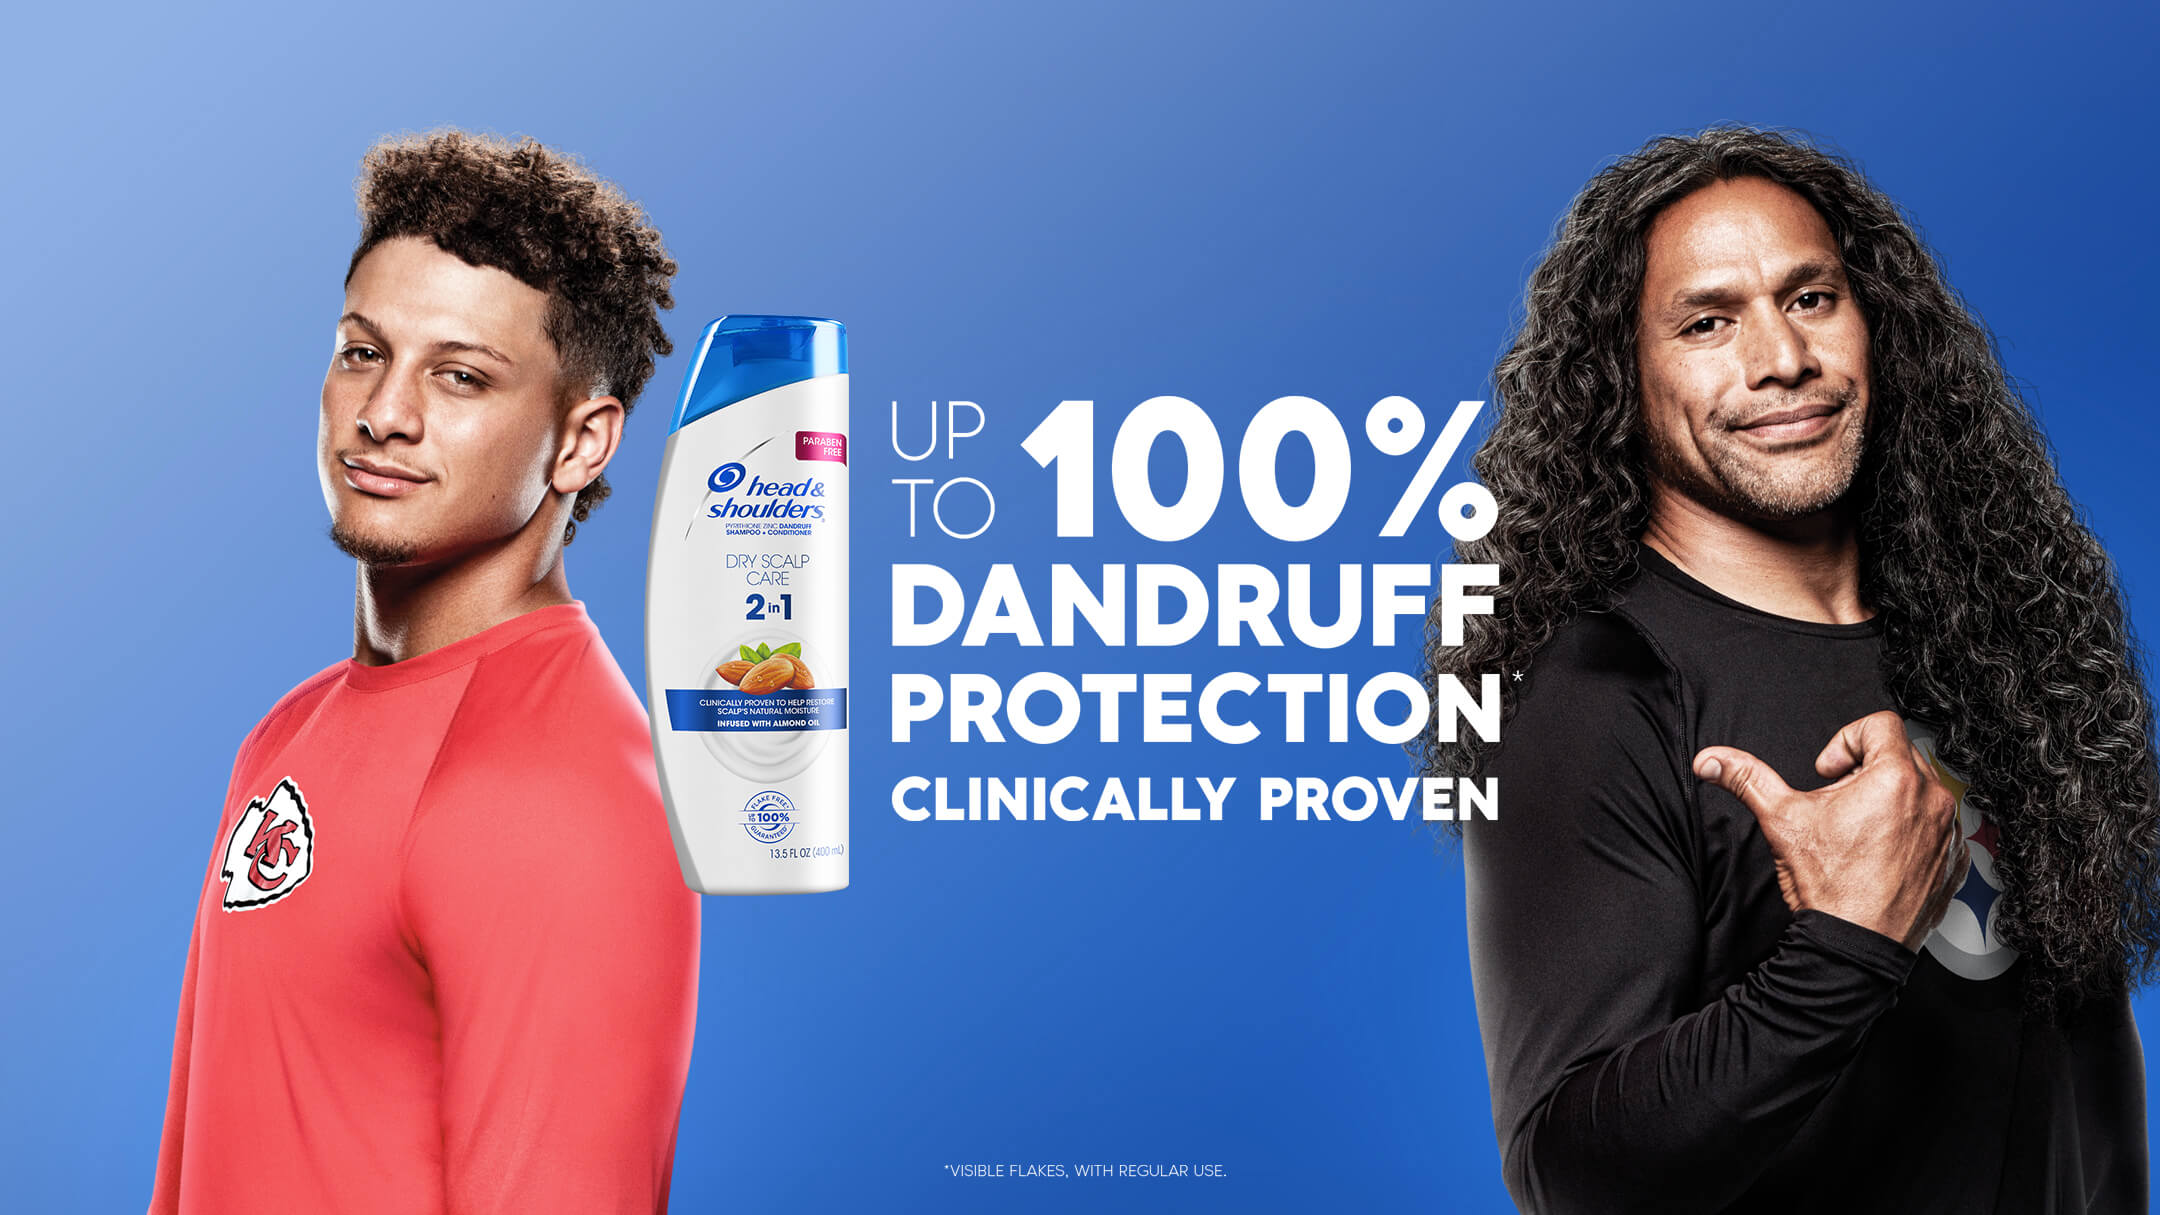 KC
PARABEN
FREE
head &
shoulders®
PYRITHIONE ZINC DANDRUFF
SHAMPOO + CONDITIONER
DRY SCALP
CARE
2 in 1
CLINICALLY PROVEN TO HELP RESTORE
SCALP'S NATURAL MOISTURE
INFUSED WITH ALMOND OIL
FLAKE FREE*
UP TO 100%
GUARANTEED
13.5 FL OZ (400 mL)
UP TO 100%
DANDRUFF
PROTECTION*
CLINICALLY PROVEN
*VISIBLE FLAKES, WITH REGULAR USE.